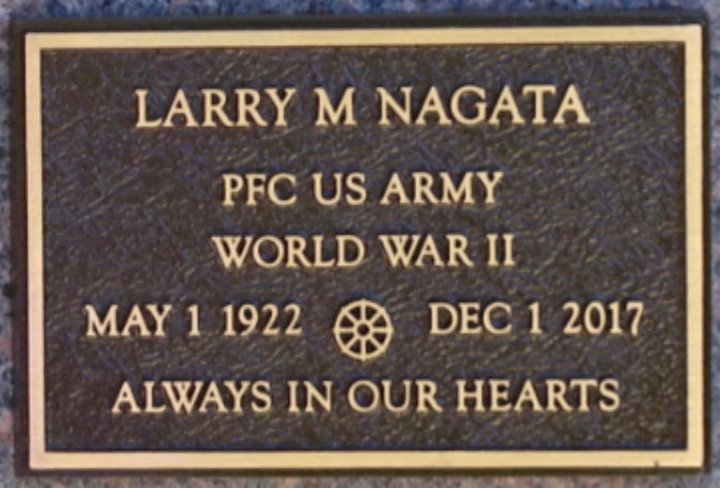 LARRY M NAGATA
PFC US ARMY
WORLD WAR II
MAY 1 1922 DEC 1 2017
ALWAYS IN OUR HEARTS